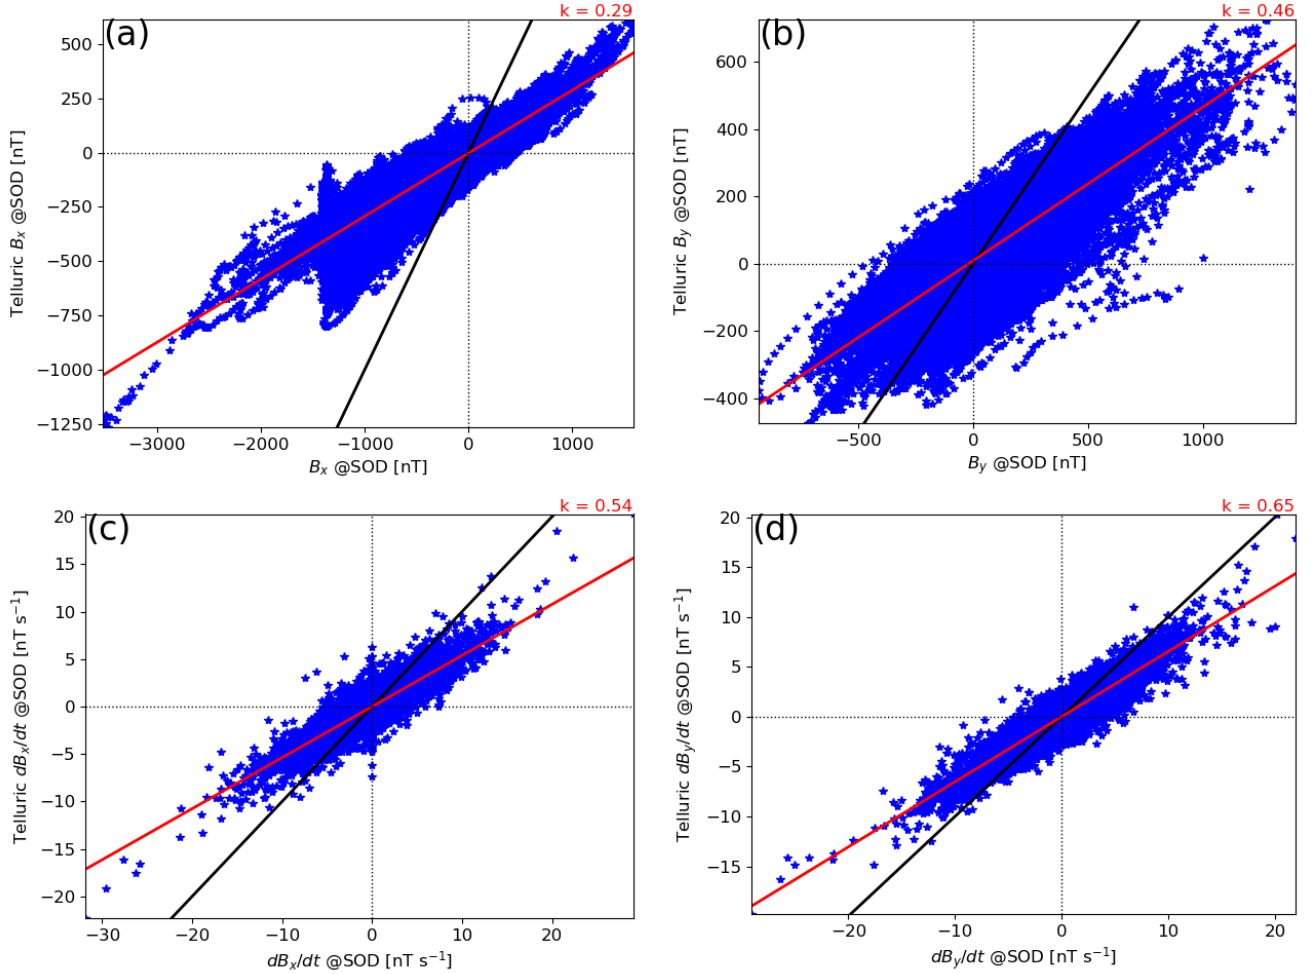 k = 0.29
(a)
500
250
0
−250
−500
−750
−1000
−1250
Telluric Bₓ @SOD [nT]
−3000 −2000 −1000 0 1000
Bₓ @SOD [nT]
k = 0.46
(b)
600
400
200
0
−200
−400
Telluric B_y @SOD [nT]
−500 0 500 1000
B_y @SOD [nT]
k = 0.54
(c)
20
15
10
5
0
−5
−10
−15
−20
Telluric dBₓ/dt @SOD [nT s⁻¹]
−30 −20 −10 0 10 20
dBₓ/dt @SOD [nT s⁻¹]
k = 0.65
(d)
20
15
10
5
0
−5
−10
−15
Telluric dB_y/dt @SOD [nT s⁻¹]
−20 −10 0 10 20
dB_y/dt @SOD [nT s⁻¹]